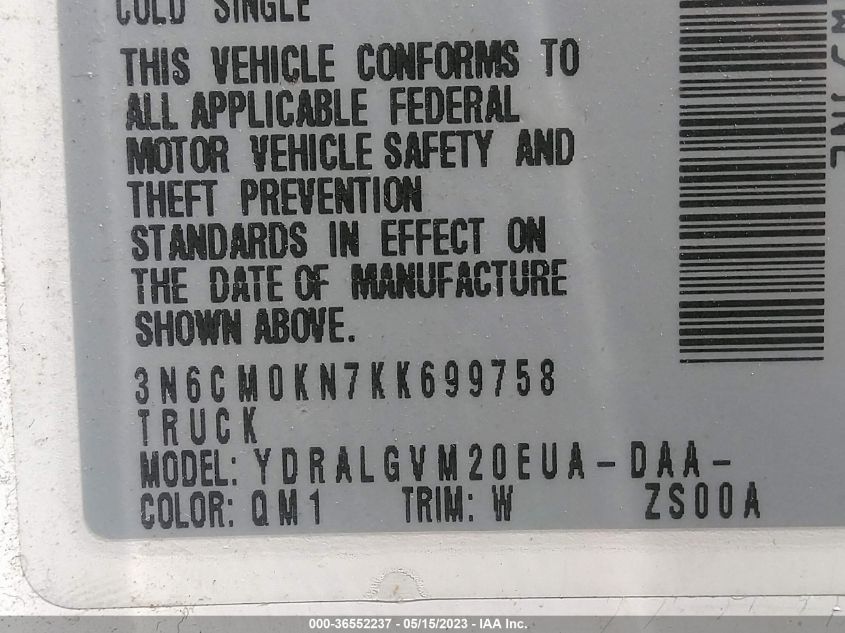 COLD SINGLE
THIS VEHICLE CONFORMS TO
ALL APPLICABLE FEDERAL
MOTOR VEHICLE SAFETY AND
THEFT PREVENTION
STANDARDS IN EFFECT ON
THE DATE OF MANUFACTURE
SHOWN ABOVE.
3N6CM0KN7KK699758
TRUCK
MODEL: YDRALGVM20EUA-DAA-
COLOR: QM1 TRIM: W ZS00A
000-36552237 - 05/15/2023 - IAA Inc.